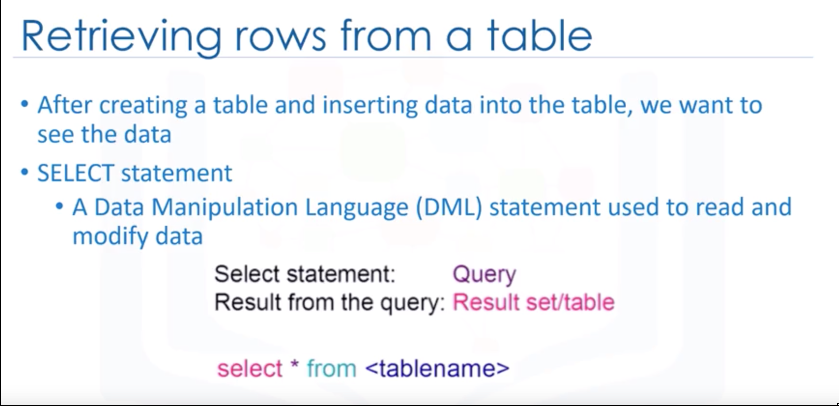 Retrieving rows from a table
• After creating a table and inserting data into the table, we want to
see the data
• SELECT statement
• A Data Manipulation Language (DML) statement used to read and
modify data
Select statement: Query
Result from the query: Result set/table
select * from <tablename>